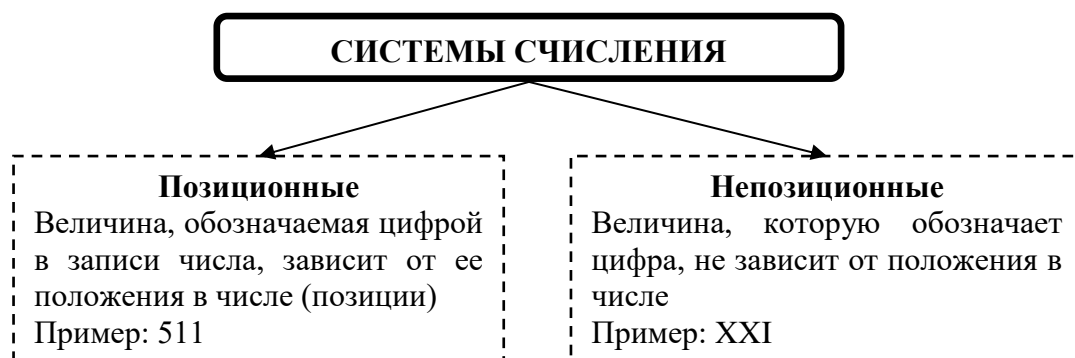 СИСТЕМЫ СЧИСЛЕНИЯ
Позиционные
Величина, обозначаемая цифрой
в записи числа, зависит от ее
положения в числе (позиции)
Пример: 511
Непозиционные
Величина, которую обозначает
цифра, не зависит от положения в
числе
Пример: XXI